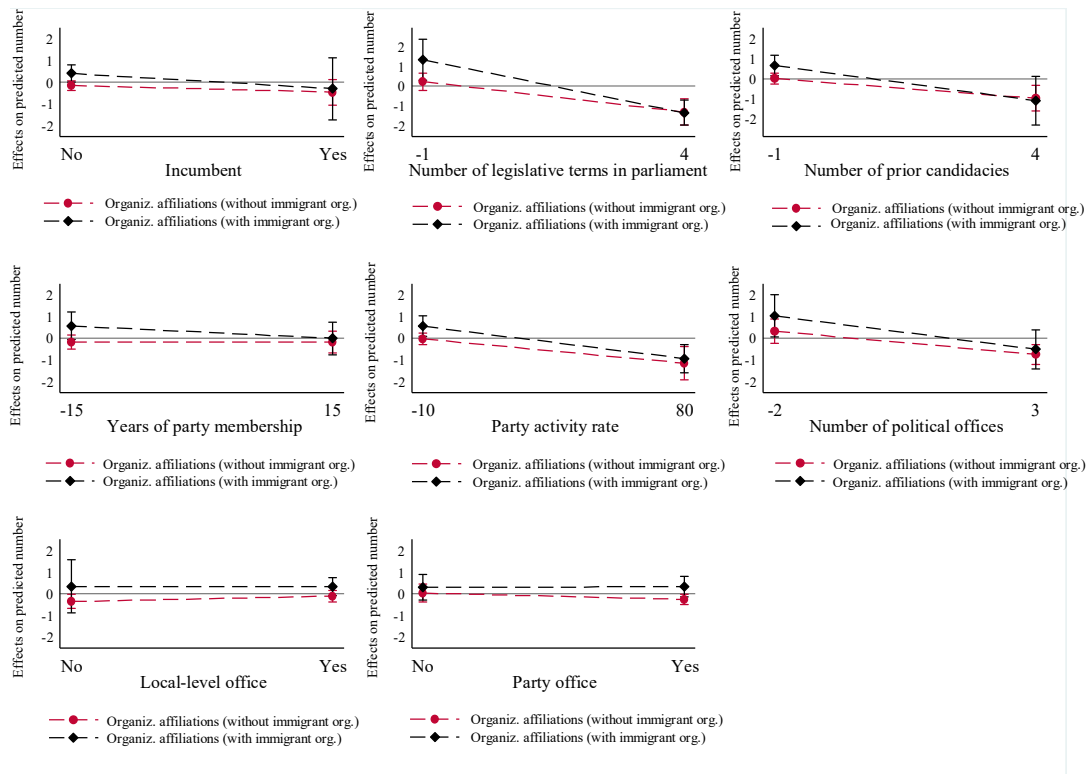 Effects on predicted number
2
1
0
-1
-2
No
Yes
Incumbent
Organiz. affiliations (without immigrant org.)
Organiz. affiliations (with immigrant org.)
Effects on predicted number
2
1
0
-1
-2
-1
4
Number of legislative terms in parliament
Organiz. affiliations (without immigrant org.)
Organiz. affiliations (with immigrant org.)
Effects on predicted number
2
1
0
-1
-2
-1
4
Number of prior candidacies
Organiz. affiliations (without immigrant org.)
Organiz. affiliations (with immigrant org.)
Effects on predicted number
2
1
0
-1
-2
-15
15
Years of party membership
Organiz. affiliations (without immigrant org.)
Organiz. affiliations (with immigrant org.)
Effects on predicted number
2
1
0
-1
-2
-10
80
Party activity rate
Organiz. affiliations (without immigrant org.)
Organiz. affiliations (with immigrant org.)
Effects on predicted number
2
1
0
-1
-2
-2
3
Number of political offices
Organiz. affiliations (without immigrant org.)
Organiz. affiliations (with immigrant org.)
Effects on predicted number
2
1
0
-1
-2
No
Yes
Local-level office
Organiz. affiliations (without immigrant org.)
Organiz. affiliations (with immigrant org.)
Effects on predicted number
2
1
0
-1
-2
No
Yes
Party office
Organiz. affiliations (without immigrant org.)
Organiz. affiliations (with immigrant org.)